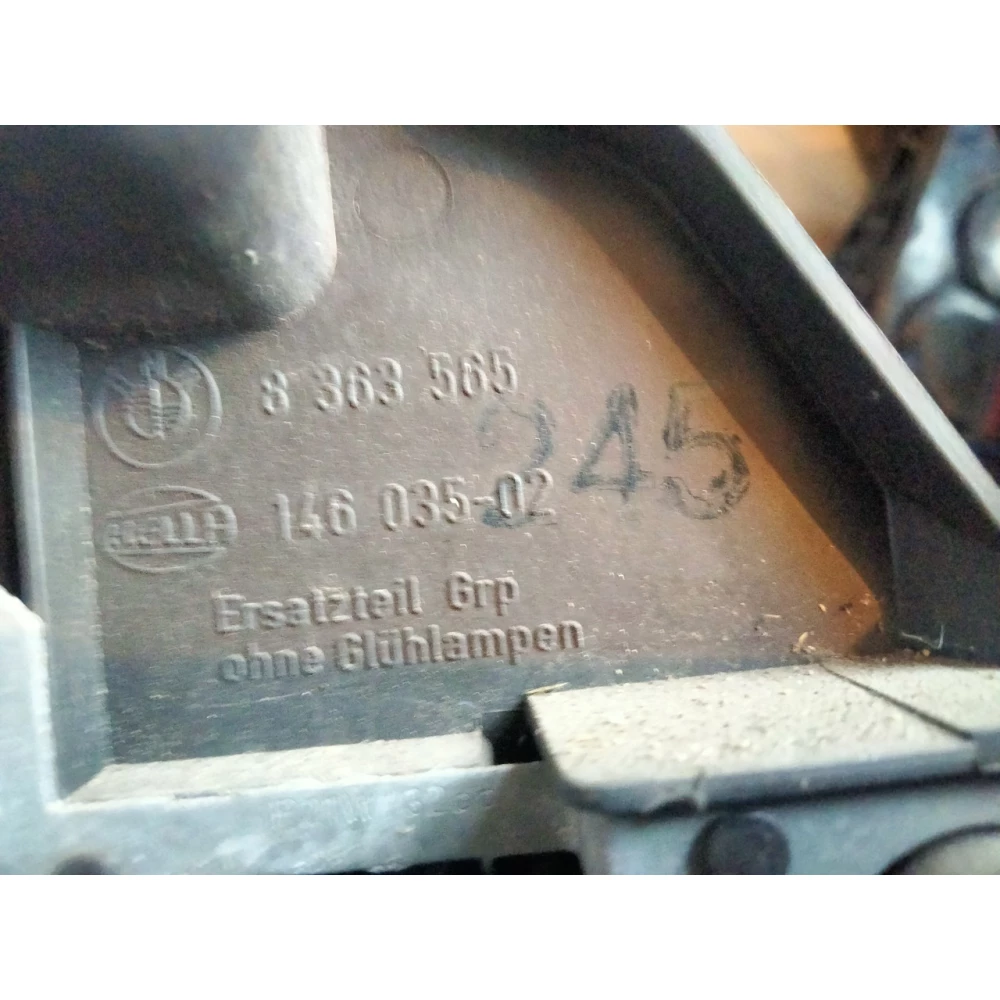 8 363 565
245
HELLA 146 035-02
Ersatzteil Grp
ohne Glühlampen